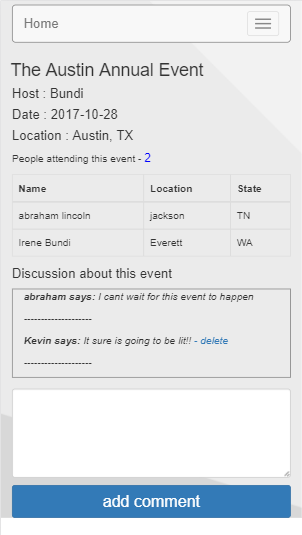 Home
The Austin Annual Event
Host : Bundi
Date : 2017-10-28
Location : Austin, TX
People attending this event - 2
Name Location State
abraham lincoln jackson TN
Irene Bundi Everett WA
Discussion about this event
abraham says: I cant wait for this event to happen
--------------------
Kevin says: It sure is going to be lit!! - delete
--------------------
add comment